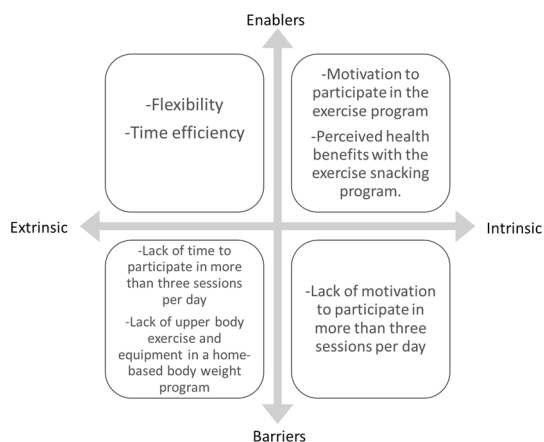 Enablers
-Flexibility
-Time efficiency
-Motivation to
participate in the
exercise program
-Perceived health
benefits with the
exercise snacking
program.
Extrinsic
Intrinsic
-Lack of time to
participate in more
than three sessions
per day
-Lack of upper body
exercise and
equipment in a home-
based body weight
program
-Lack of motivation
to participate in
more than three
sessions per day
Barriers